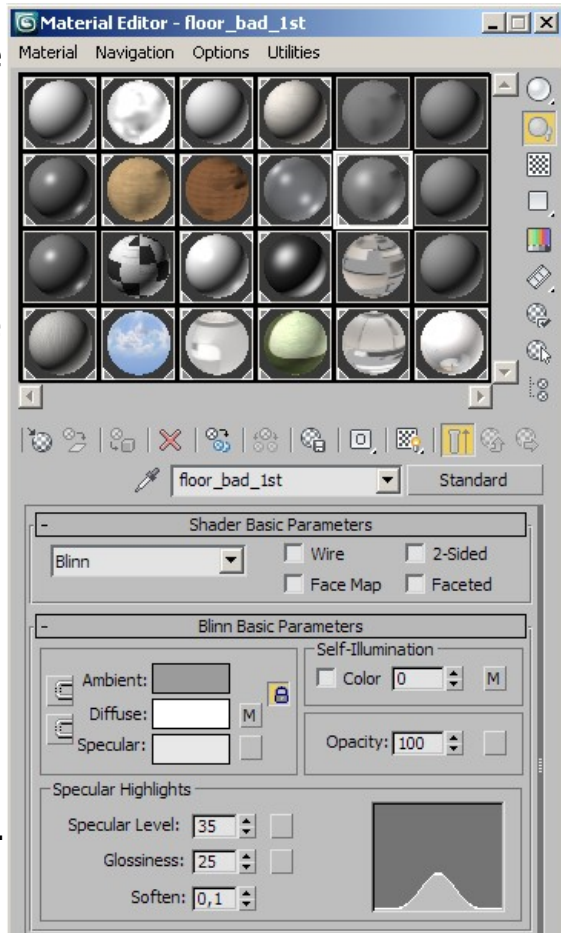 Material Editor - floor_bad_1st
Material Navigation Options Utilities
floor_bad_1st Standard
- Shader Basic Parameters
Blinn Wire 2-Sided
Face Map Faceted
- Blinn Basic Parameters
Self-Illumination
Ambient: Color 0 M
Diffuse: M
Specular: Opacity: 100
Specular Highlights
Specular Level: 35
Glossiness: 25
Soften: 0,1